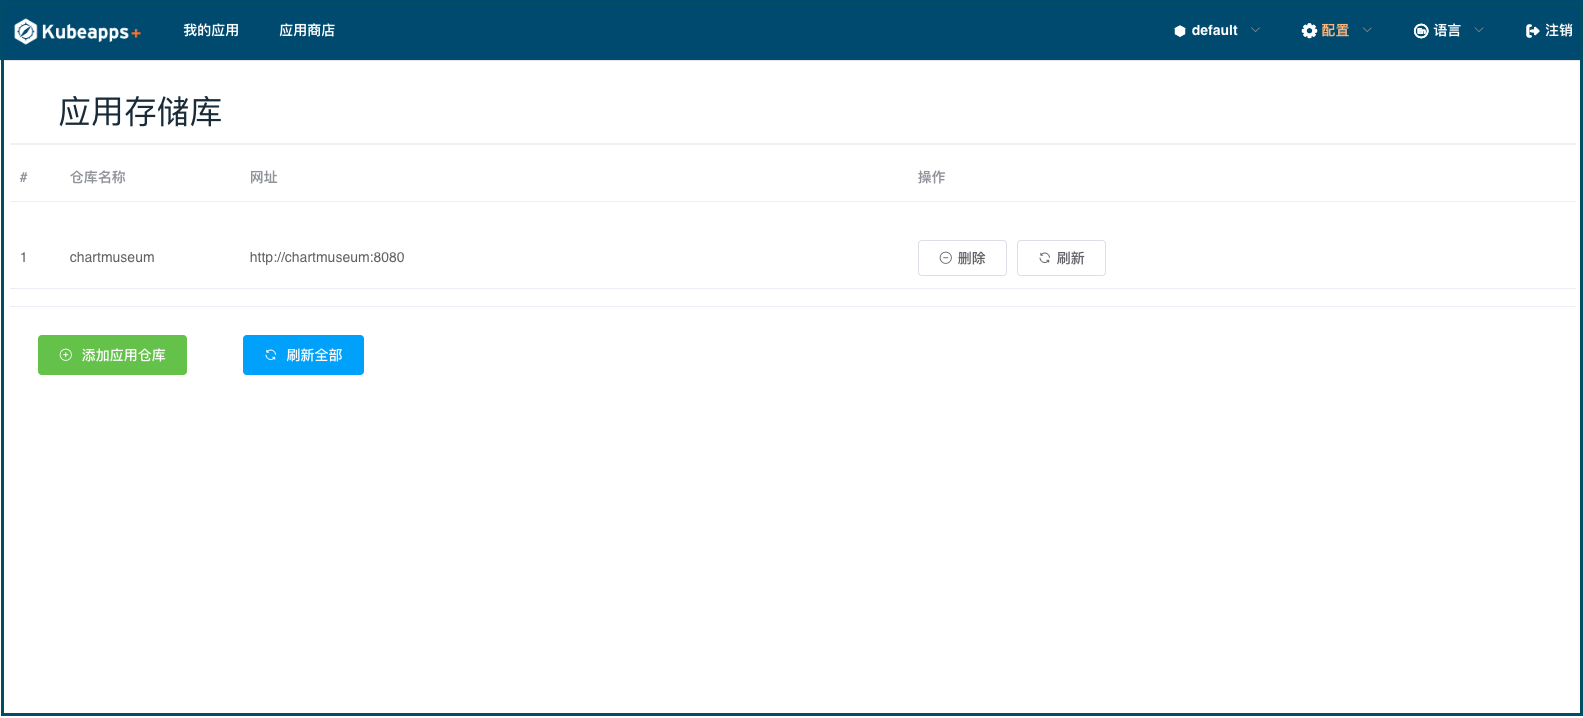 Kubeapps+ 我的应用 应用商店 default 配置 语言 注销
应用存储库
# 仓库名称 网址 操作
1 chartmuseum http://chartmuseum:8080 删除 刷新
添加应用仓库 刷新全部